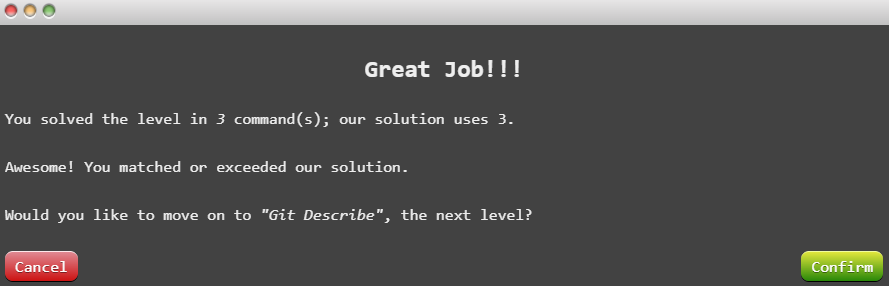 Great Job!!!
You solved the level in 3 command(s); our solution uses 3.
Awesome! You matched or exceeded our solution.
Would you like to move on to "Git Describe", the next level?
Cancel
Confirm